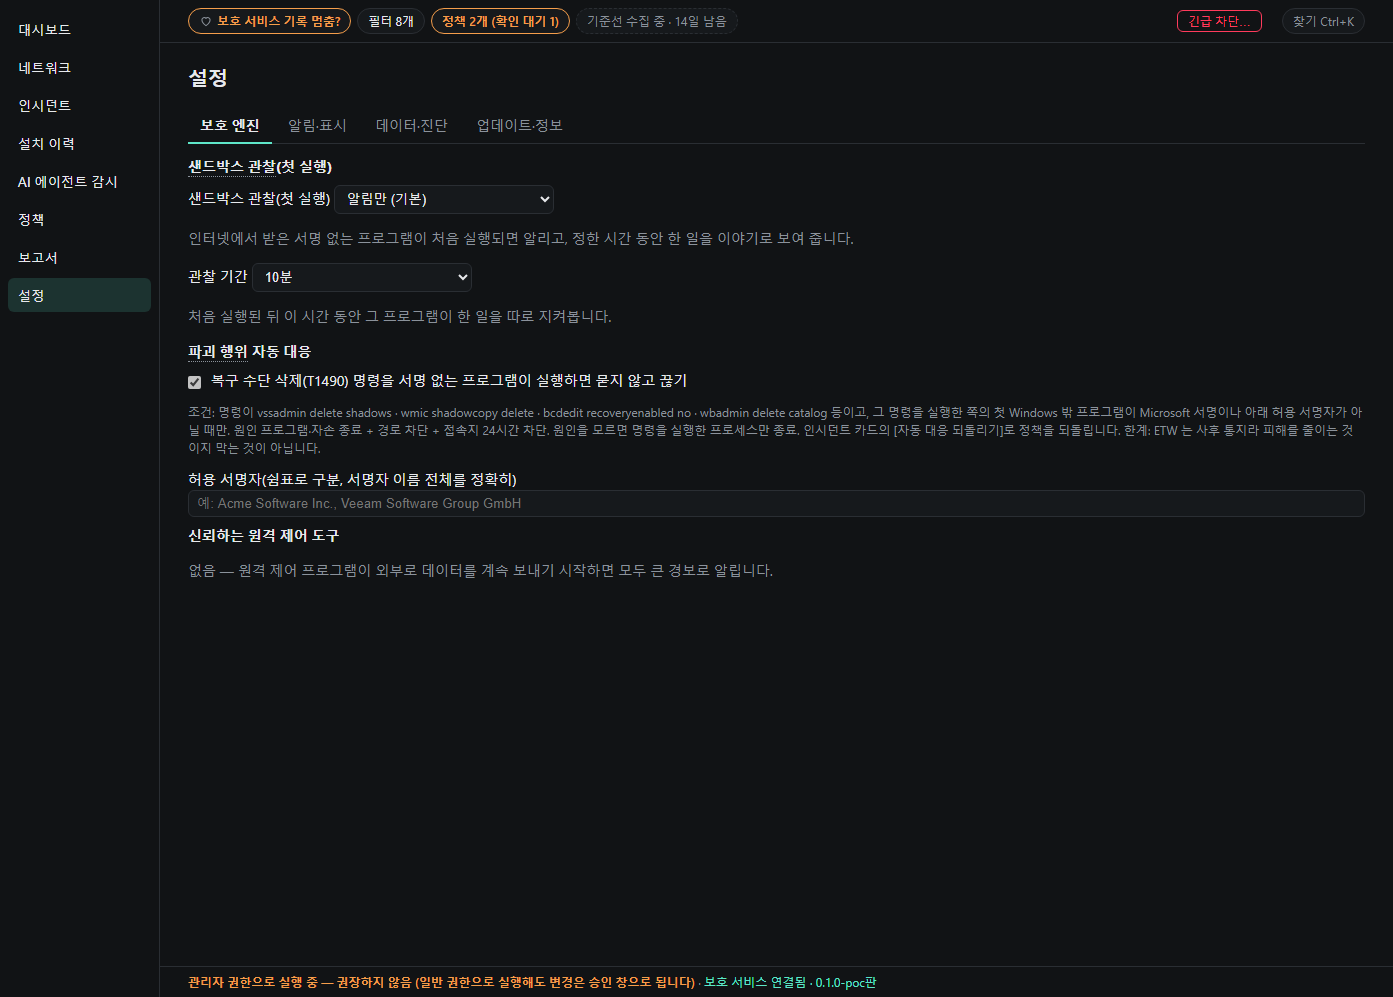 대시보드
네트워크
인시던트
설치 이력
AI 에이전트 감시
정책
보고서
설정
♡ 보호 서비스 기록 멈춤?
필터 8개
정책 2개 (확인 대기 1)
기준선 수집 중 · 14일 남음
긴급 차단...
찾기 Ctrl+K
설정
보호 엔진
알림·표시
데이터·진단
업데이트·정보
샌드박스 관찰(첫 실행)
샌드박스 관찰(첫 실행) 알림만 (기본)
인터넷에서 받은 서명 없는 프로그램이 처음 실행되면 알리고, 정한 시간 동안 한 일을 이야기로 보여 줍니다.
관찰 기간 10분
처음 실행된 뒤 이 시간 동안 그 프로그램이 한 일을 따로 지켜봅니다.
파괴 행위 자동 대응
복구 수단 삭제(T1490) 명령을 서명 없는 프로그램이 실행하면 묻지 않고 끊기
조건: 명령이 vssadmin delete shadows · wmic shadowcopy delete · bcdedit recoveryenabled no · wbadmin delete catalog 등이고, 그 명령을 실행한 쪽의 첫 Windows 밖 프로그램이 Microsoft 서명이나 아래 허용 서명자가 아
닐 때만. 원인 프로그램·자손 종료 + 경로 차단 + 접속지 24시간 차단. 원인을 모르면 명령을 실행한 프로세스만 종료. 인시던트 카드의 [자동 대응 되돌리기]로 정책을 되돌립니다. 한계: ETW 는 사후 통지라 피해를 줄이는 것
이지 막는 것이 아닙니다.
허용 서명자(쉼표로 구분, 서명자 이름 전체를 정확히)
예: Acme Software Inc., Veeam Software Group GmbH
신뢰하는 원격 제어 도구
없음 — 원격 제어 프로그램이 외부로 데이터를 계속 보내기 시작하면 모두 큰 경보로 알립니다.
관리자 권한으로 실행 중 — 권장하지 않음 (일반 권한으로 실행해도 변경은 승인 창으로 됩니다) · 보호 서비스 연결됨 · 0.1.0-poc판